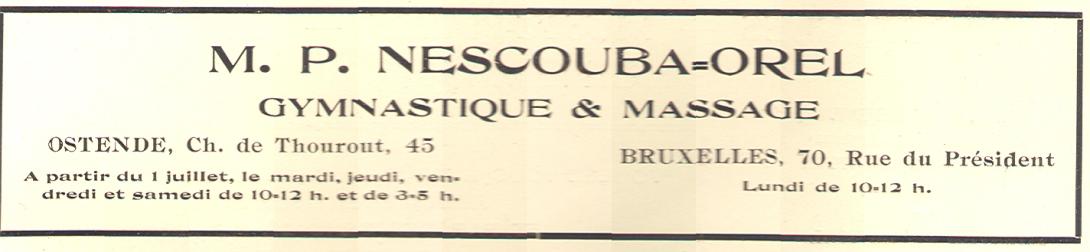 M. P. NESCOUBA=OREL
GYMNASTIQUE & MASSAGE
OSTENDE, Ch. de Thourout, 45
A partir du 1 juillet, le mardi, jeudi, ven-
dredi et samedi de 10-12 h. et de 3-5 h.
BRUXELLES, 70, Rue du Président
Lundi de 10-12 h.